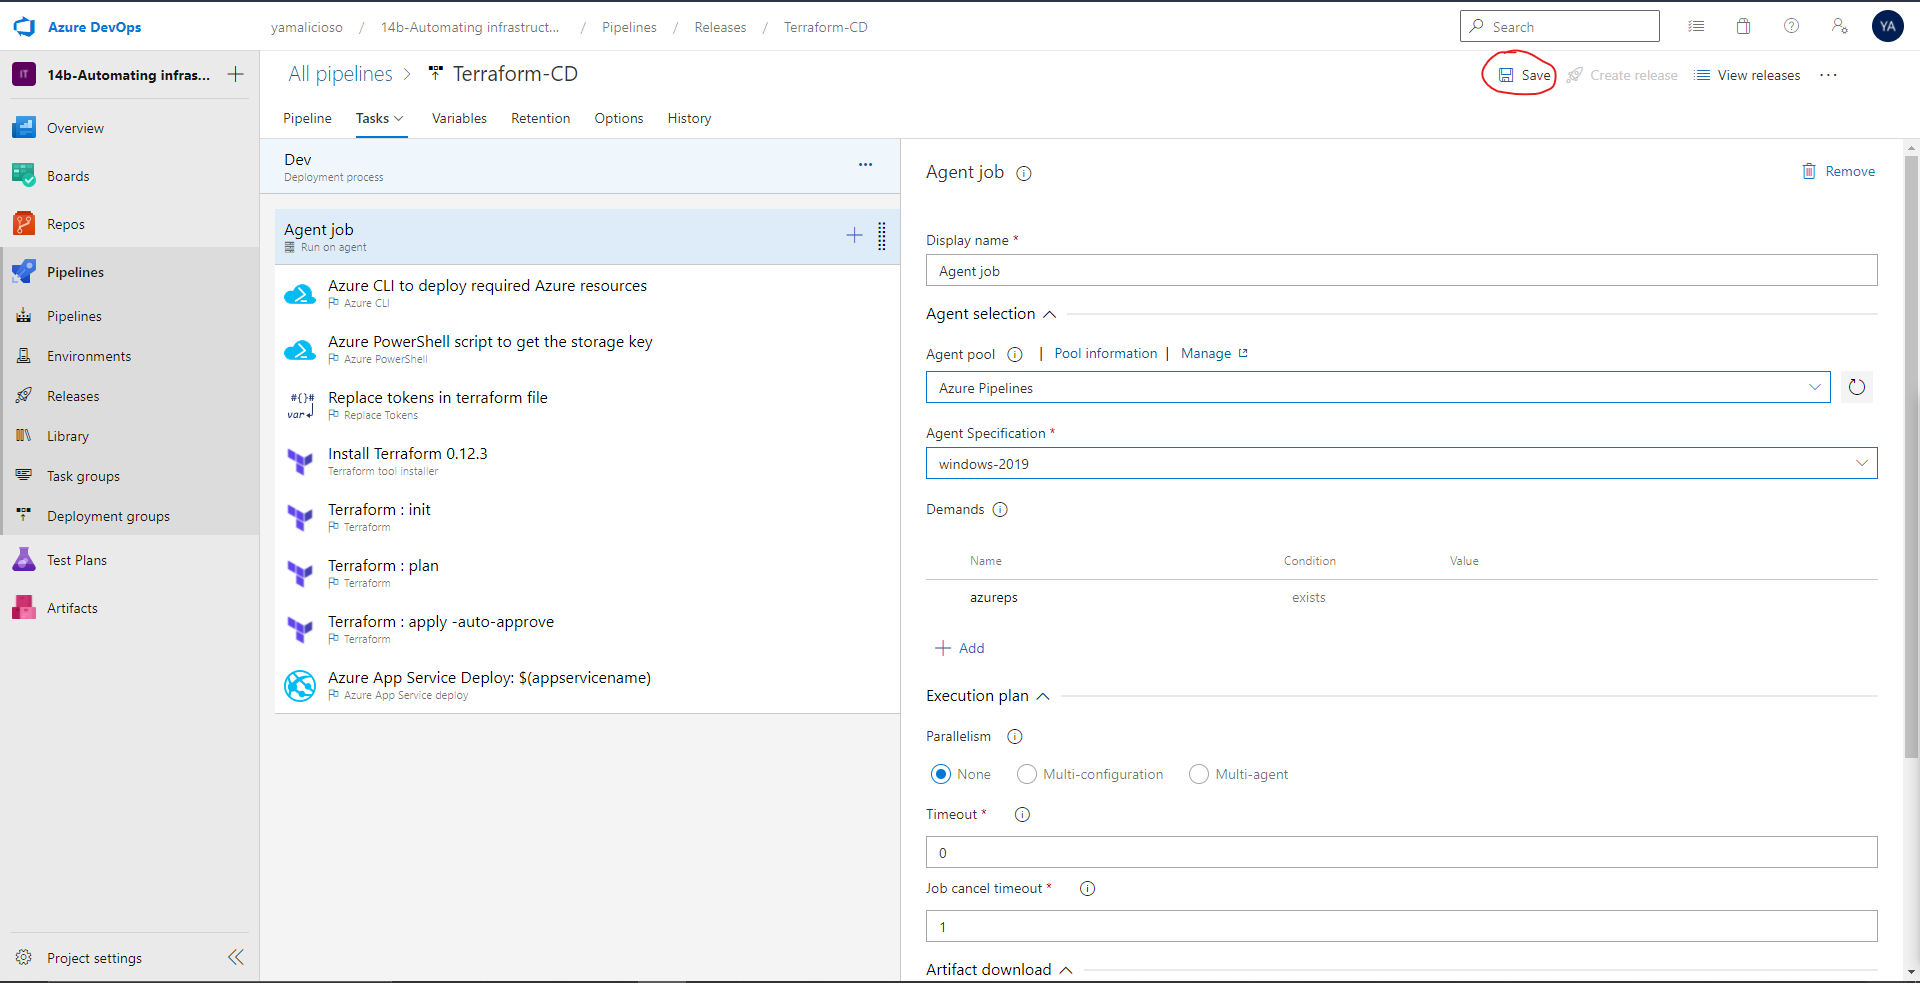 Azure DevOps
yamalicioso / 14b-Automating infrastruct... / Pipelines / Releases / Terraform-CD
Search
YA
IT
14b-Automating infras...
Overview
Boards
Repos
Pipelines
Pipelines
Environments
Releases
Library
Task groups
Deployment groups
Test Plans
Artifacts
Project settings
All pipelines > Terraform-CD
Save
Create release
View releases
Pipeline
Tasks
Variables
Retention
Options
History
Dev
Deployment process
Agent job
Run on agent
Azure CLI to deploy required Azure resources
Azure CLI
Azure PowerShell script to get the storage key
Azure PowerShell
#{}#
var
Replace tokens in terraform file
Replace Tokens
Install Terraform 0.12.3
Terraform tool installer
Terraform : init
Terraform
Terraform : plan
Terraform
Terraform : apply -auto-approve
Terraform
Azure App Service Deploy: $(appservicename)
Azure App Service deploy
Agent job
Remove
Display name *
Agent job
Agent selection
Agent pool | Pool information | Manage
Azure Pipelines
Agent Specification *
windows-2019
Demands
Name Condition Value
azureps exists
Add
Execution plan
Parallelism
None Multi-configuration Multi-agent
Timeout *
0
Job cancel timeout *
1
Artifact download